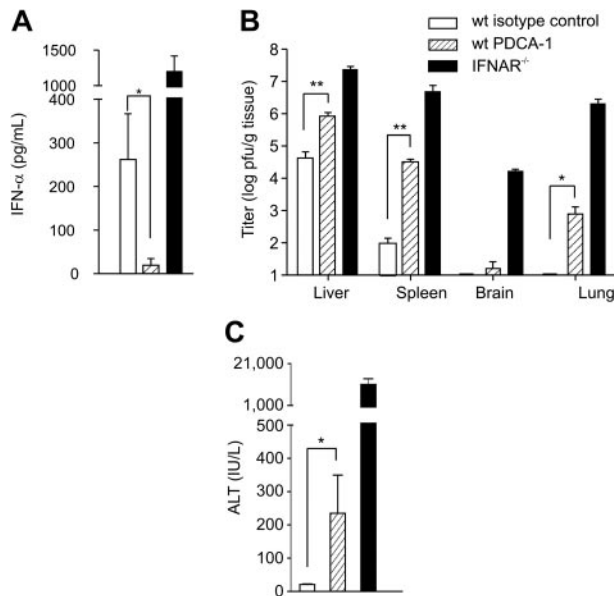 A
IFN-α (pg/mL)
1500
1000
400
300
200
100
0
*
B
wt isotype control
wt PDCA-1
IFNAR-/-
Titer (log pfu/g tissue)
8
7
6
5
4
3
2
1
**
**
*
Liver Spleen Brain Lung
C
ALT (IU/L)
21,000
1,000
500
400
300
200
100
0
*